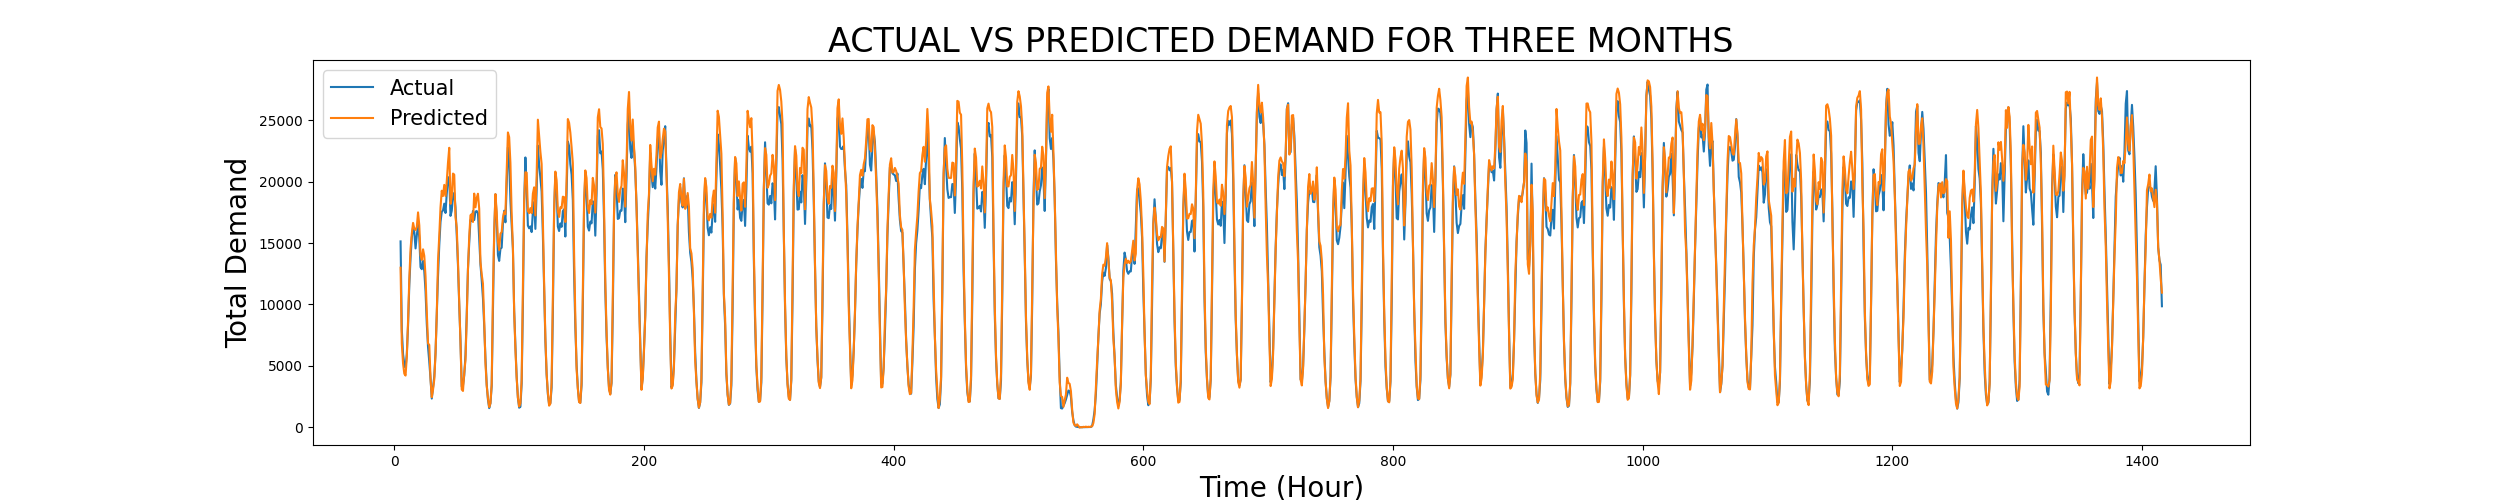 ACTUAL VS PREDICTED DEMAND FOR THREE MONTHS
Actual
Predicted
Total Demand
25000
20000
15000
10000
5000
0
0 200 400 600 800 1000 1200 1400
Time (Hour)